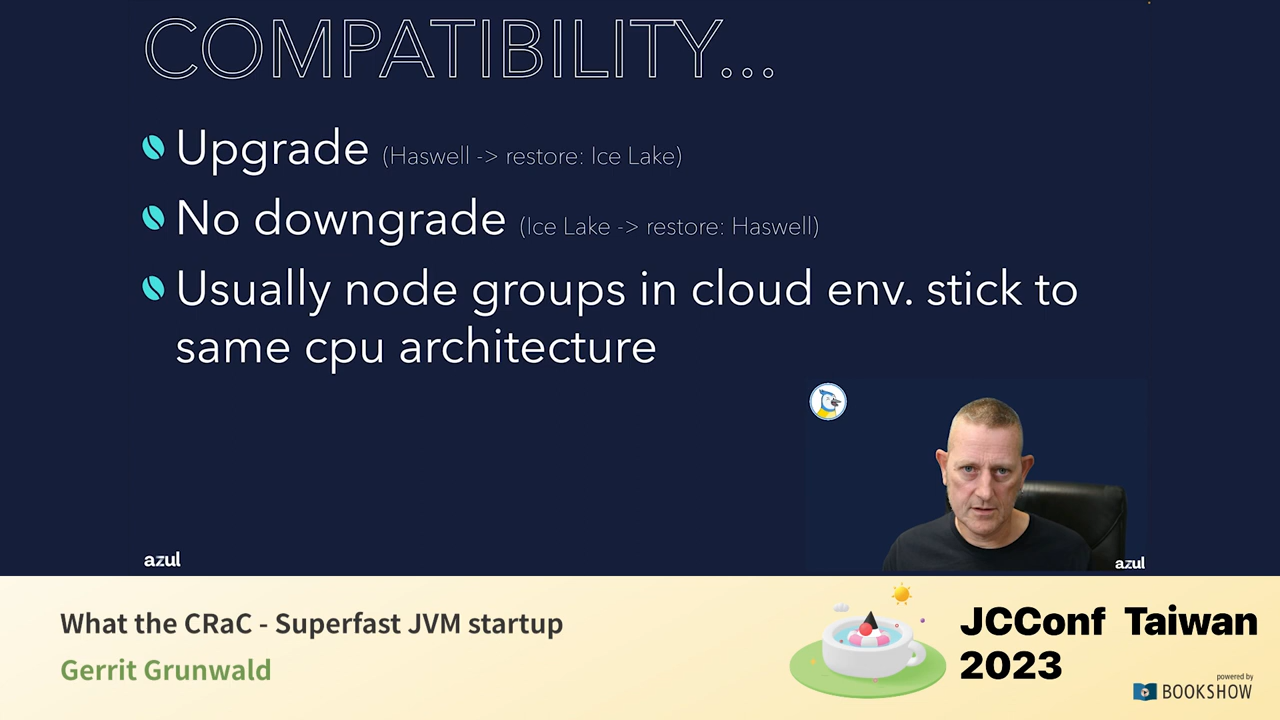 COMPATIBILITY...
Upgrade (Haswell -> restore: Ice Lake)
No downgrade (Ice Lake -> restore: Haswell)
Usually node groups in cloud env. stick to
same cpu architecture
azul
azul
What the CRaC - Superfast JVM startup
Gerrit Grunwald
JCConf Taiwan
2023
powered by
BOOKSHOW